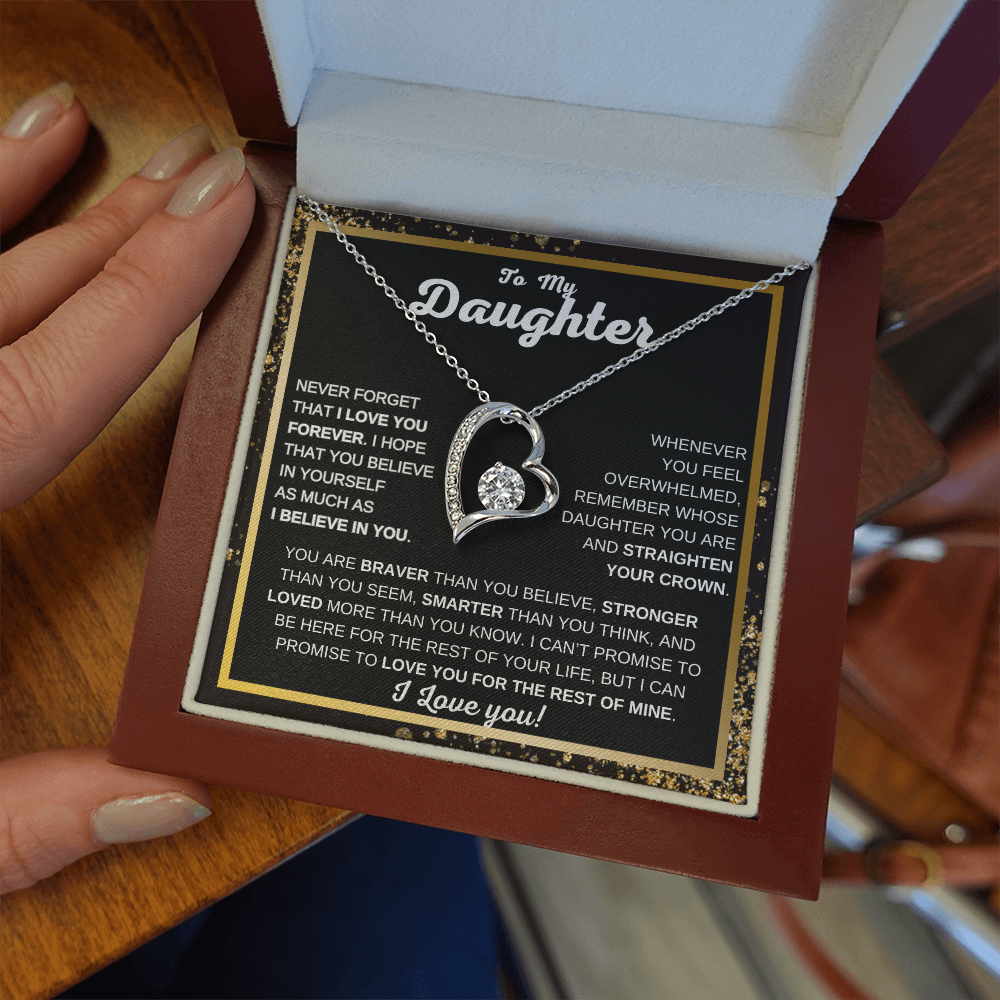 To My
Daughter
NEVER FORGET
THAT I LOVE YOU
FOREVER. I HOPE
THAT YOU BELIEVE
IN YOURSELF
AS MUCH AS
I BELIEVE IN YOU.
WHENEVER
YOU FEEL
OVERWHELMED,
REMEMBER WHOSE
DAUGHTER YOU ARE
AND STRAIGHTEN
YOUR CROWN.
YOU ARE BRAVER THAN YOU BELIEVE, STRONGER
THAN YOU SEEM, SMARTER THAN YOU THINK, AND
LOVED MORE THAN YOU KNOW. I CAN'T PROMISE TO
BE HERE FOR THE REST OF YOUR LIFE, BUT I CAN
PROMISE TO LOVE YOU FOR THE REST OF MINE.
I Love you!